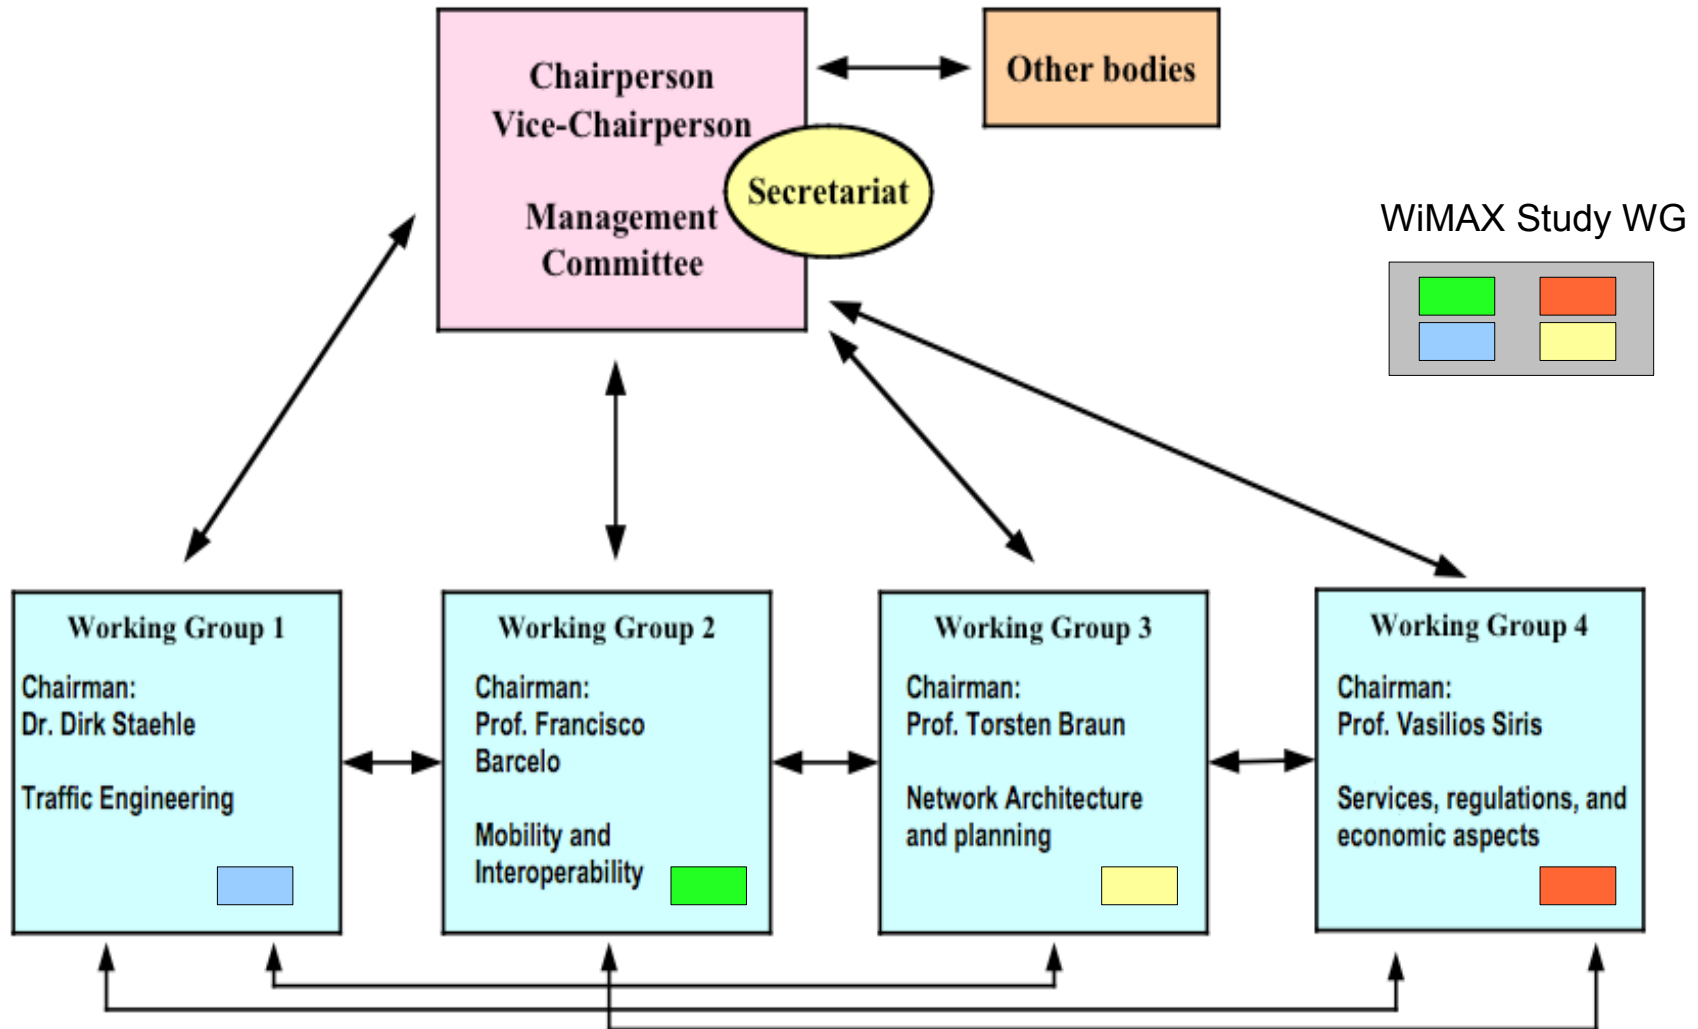 Chairperson
Vice-Chairperson
Management
Committee
Secretariat
Other bodies
WiMAX Study WG
Working Group 1
Chairman:
Dr. Dirk Staehle
Traffic Engineering
Working Group 2
Chairman:
Prof. Francisco
Barcelo
Mobility and
Interoperability
Working Group 3
Chairman:
Prof. Torsten Braun
Network Architecture
and planning
Working Group 4
Chairman:
Prof. Vasilios Siris
Services, regulations, and
economic aspects